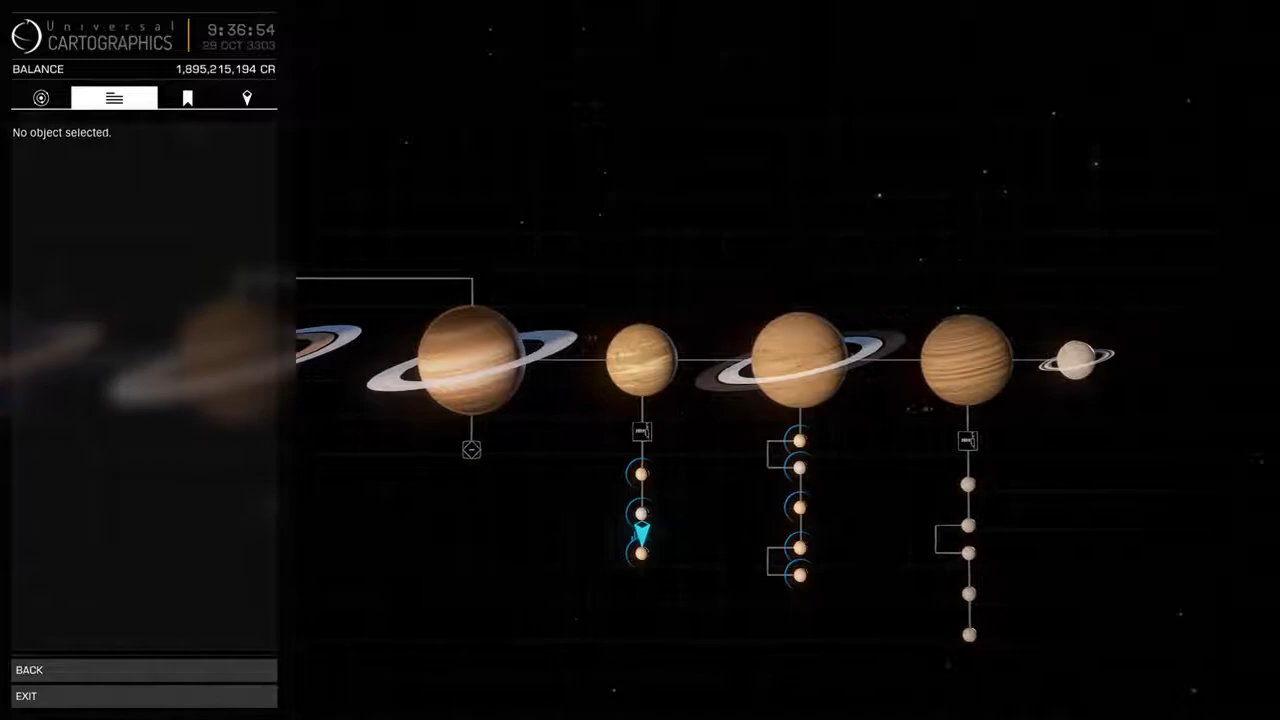 Universal
CARTOGRAPHICS
9:36:54
29 OCT 3303
BALANCE 1,895,215,194 CR
No object selected.
BACK
EXIT